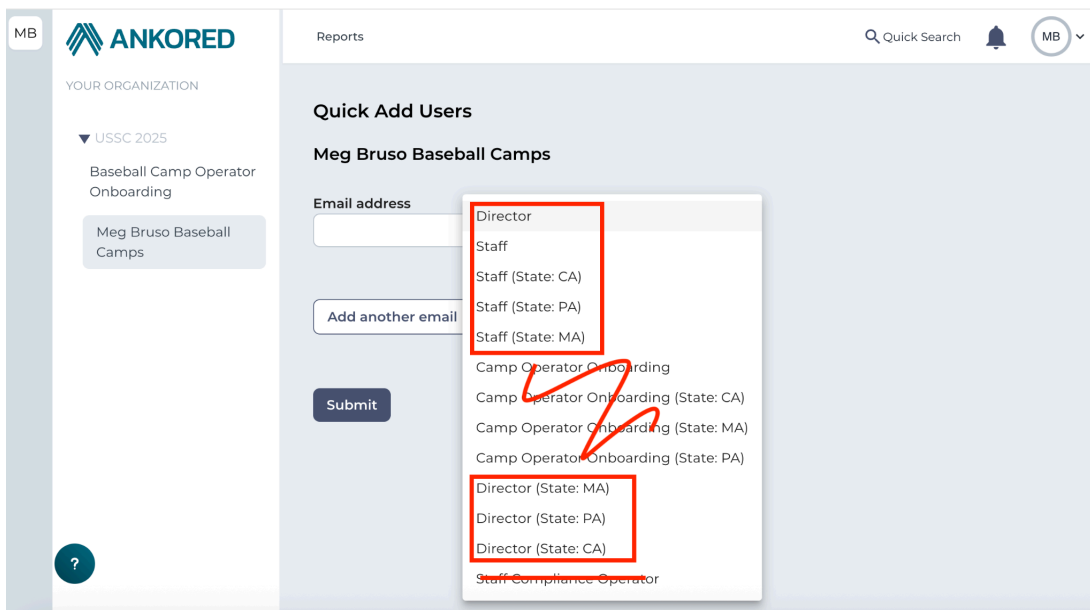 MB
ANKORED
YOUR ORGANIZATION
USSC 2025
Baseball Camp Operator
Onboarding
Meg Bruso Baseball
Camps
?
Reports
Quick Search
MB
Quick Add Users
Meg Bruso Baseball Camps
Email address
Add another email
Submit
Director
Staff
Staff (State: CA)
Staff (State: PA)
Staff (State: MA)
Camp Operator Onboarding
Camp Operator Onboarding (State: CA)
Camp Operator Onboarding (State: MA)
Camp Operator Onboarding (State: PA)
Director (State: MA)
Director (State: PA)
Director (State: CA)
Staff Compliance Operator